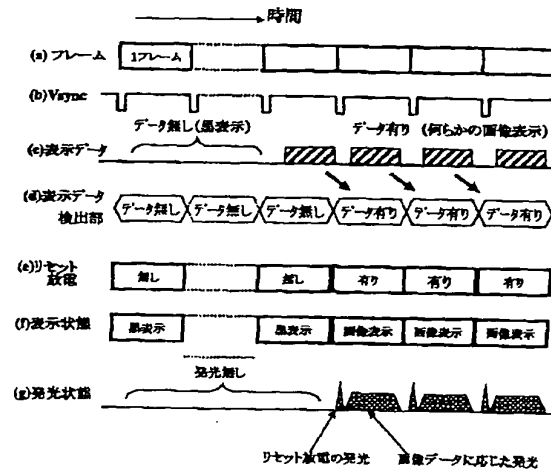 時間
(a)フレーム 1フレーム
(b)Vsync
データ無し(黒表示) データ有り (何らかの画像表示)
(c)表示データ
(d)表示データ検出部 データ無し データ無し データ無し データ有り データ有り データ有り
(e)リセット放電 無し 無し 有り 有り 有り
(f)表示状態 黒表示 黒表示 画像表示 画像表示 画像表示
発光無し
(g)発光状態
リセット放電の発光 画像データに応じた発光